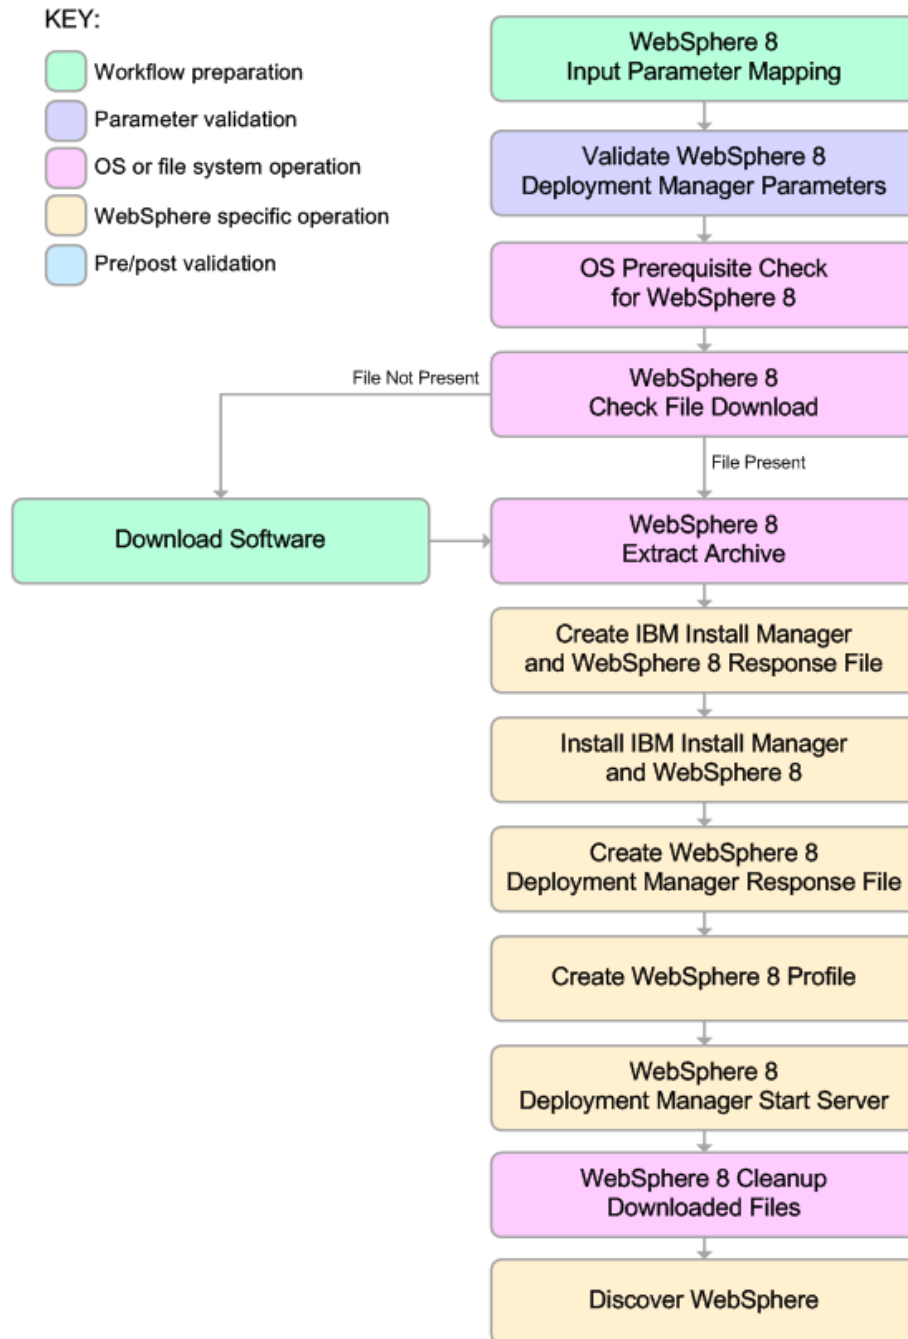 KEY:
Workflow preparation
Parameter validation
OS or file system operation
WebSphere specific operation
Pre/post validation
WebSphere 8
Input Parameter Mapping
Validate WebSphere 8
Deployment Manager Parameters
OS Prerequisite Check
for WebSphere 8
WebSphere 8
Check File Download
File Not Present
File Present
Download Software
WebSphere 8
Extract Archive
Create IBM Install Manager
and WebSphere 8 Response File
Install IBM Install Manager
and WebSphere 8
Create WebSphere 8
Deployment Manager Response File
Create WebSphere 8 Profile
WebSphere 8
Deployment Manager Start Server
WebSphere 8 Cleanup
Downloaded Files
Discover WebSphere